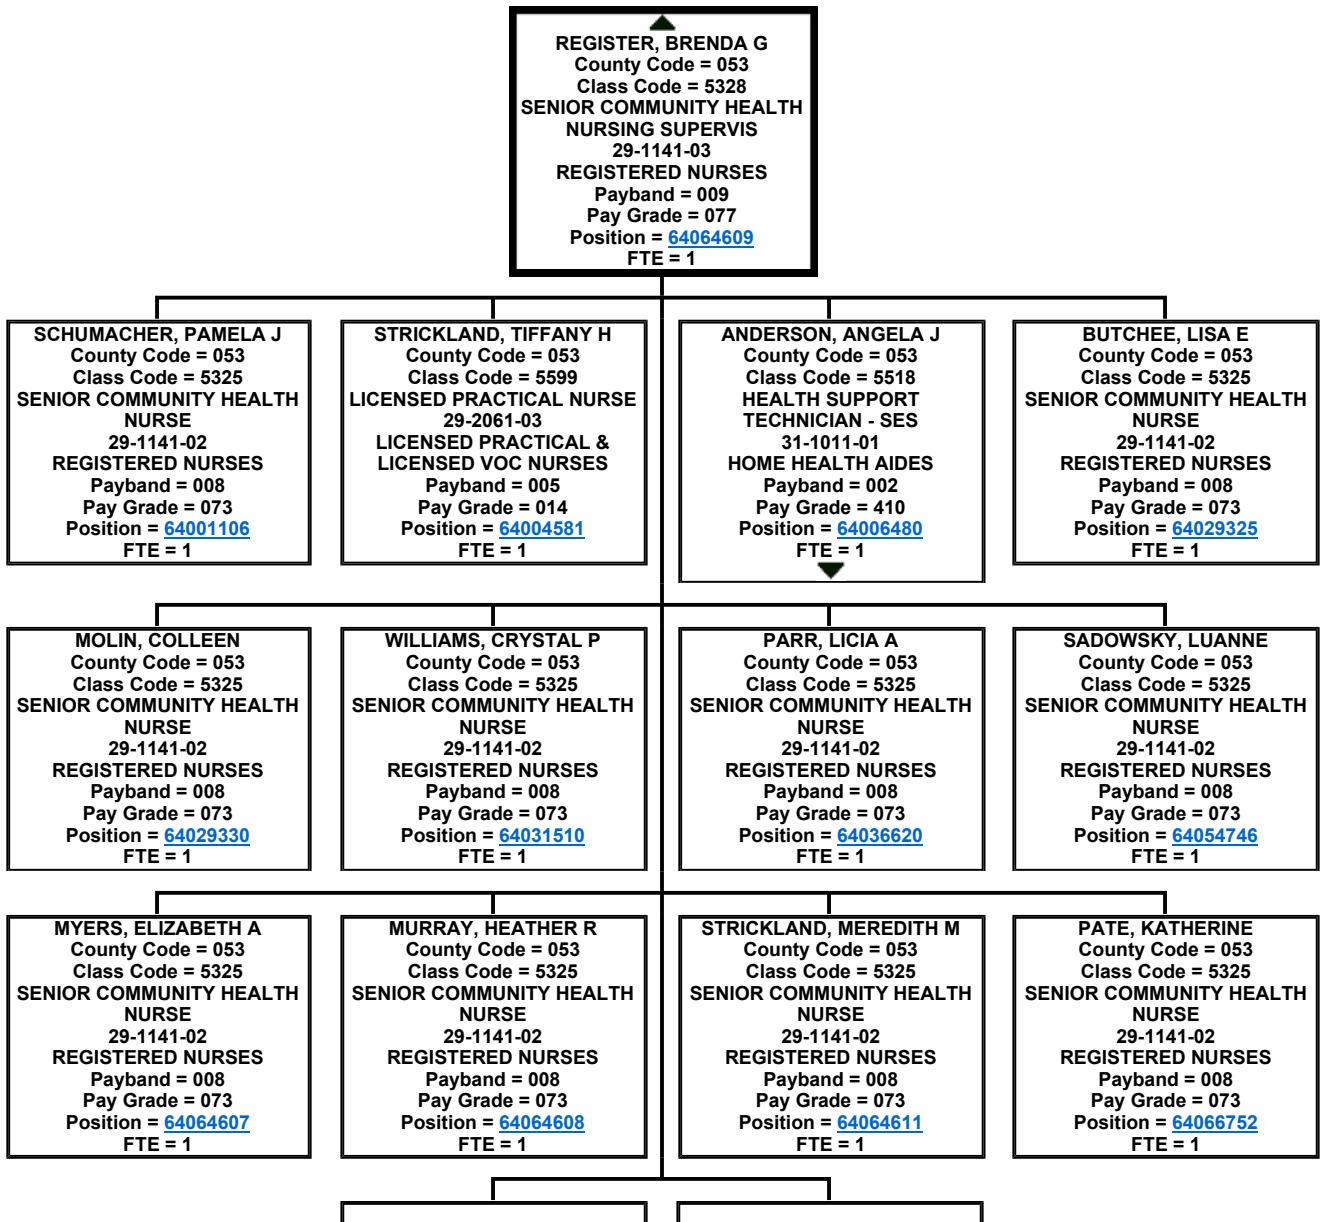 REGISTER, BRENDA G
County Code = 053
Class Code = 5328
SENIOR COMMUNITY HEALTH
NURSING SUPERVIS
29-1141-03
REGISTERED NURSES
Payband = 009
Pay Grade = 077
Position = 64064609
FTE = 1
SCHUMACHER, PAMELA J
County Code = 053
Class Code = 5325
SENIOR COMMUNITY HEALTH
NURSE
29-1141-02
REGISTERED NURSES
Payband = 008
Pay Grade = 073
Position = 64001106
FTE = 1
STRICKLAND, TIFFANY H
County Code = 053
Class Code = 5599
LICENSED PRACTICAL NURSE
29-2061-03
LICENSED PRACTICAL &
LICENSED VOC NURSES
Payband = 005
Pay Grade = 014
Position = 64004581
FTE = 1
ANDERSON, ANGELA J
County Code = 053
Class Code = 5518
HEALTH SUPPORT
TECHNICIAN - SES
31-1011-01
HOME HEALTH AIDES
Payband = 002
Pay Grade = 410
Position = 64006480
FTE = 1
BUTCHEE, LISA E
County Code = 053
Class Code = 5325
SENIOR COMMUNITY HEALTH
NURSE
29-1141-02
REGISTERED NURSES
Payband = 008
Pay Grade = 073
Position = 64029325
FTE = 1
MOLIN, COLLEEN
County Code = 053
Class Code = 5325
SENIOR COMMUNITY HEALTH
NURSE
29-1141-02
REGISTERED NURSES
Payband = 008
Pay Grade = 073
Position = 64029330
FTE = 1
WILLIAMS, CRYSTAL P
County Code = 053
Class Code = 5325
SENIOR COMMUNITY HEALTH
NURSE
29-1141-02
REGISTERED NURSES
Payband = 008
Pay Grade = 073
Position = 64031510
FTE = 1
PARR, LICIA A
County Code = 053
Class Code = 5325
SENIOR COMMUNITY HEALTH
NURSE
29-1141-02
REGISTERED NURSES
Payband = 008
Pay Grade = 073
Position = 64036620
FTE = 1
SADOWSKY, LUANNE
County Code = 053
Class Code = 5325
SENIOR COMMUNITY HEALTH
NURSE
29-1141-02
REGISTERED NURSES
Payband = 008
Pay Grade = 073
Position = 64054746
FTE = 1
MYERS, ELIZABETH A
County Code = 053
Class Code = 5325
SENIOR COMMUNITY HEALTH
NURSE
29-1141-02
REGISTERED NURSES
Payband = 008
Pay Grade = 073
Position = 64064607
FTE = 1
MURRAY, HEATHER R
County Code = 053
Class Code = 5325
SENIOR COMMUNITY HEALTH
NURSE
29-1141-02
REGISTERED NURSES
Payband = 008
Pay Grade = 073
Position = 64064608
FTE = 1
STRICKLAND, MEREDITH M
County Code = 053
Class Code = 5325
SENIOR COMMUNITY HEALTH
NURSE
29-1141-02
REGISTERED NURSES
Payband = 008
Pay Grade = 073
Position = 64064611
FTE = 1
PATE, KATHERINE
County Code = 053
Class Code = 5325
SENIOR COMMUNITY HEALTH
NURSE
29-1141-02
REGISTERED NURSES
Payband = 008
Pay Grade = 073
Position = 64066752
FTE = 1